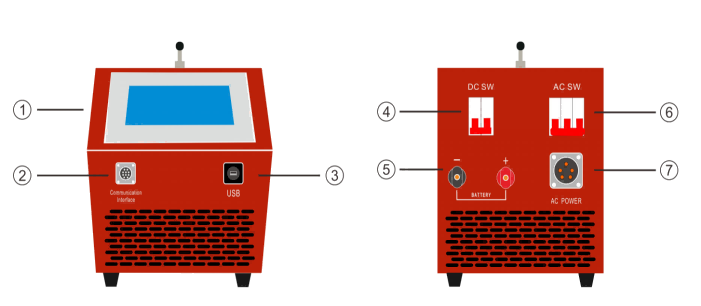 ①
②
Communication
Interface
③
USB
DC SW
AC SW
④
⑥
⑤
− +
BATTERY
⑦
AC POWER